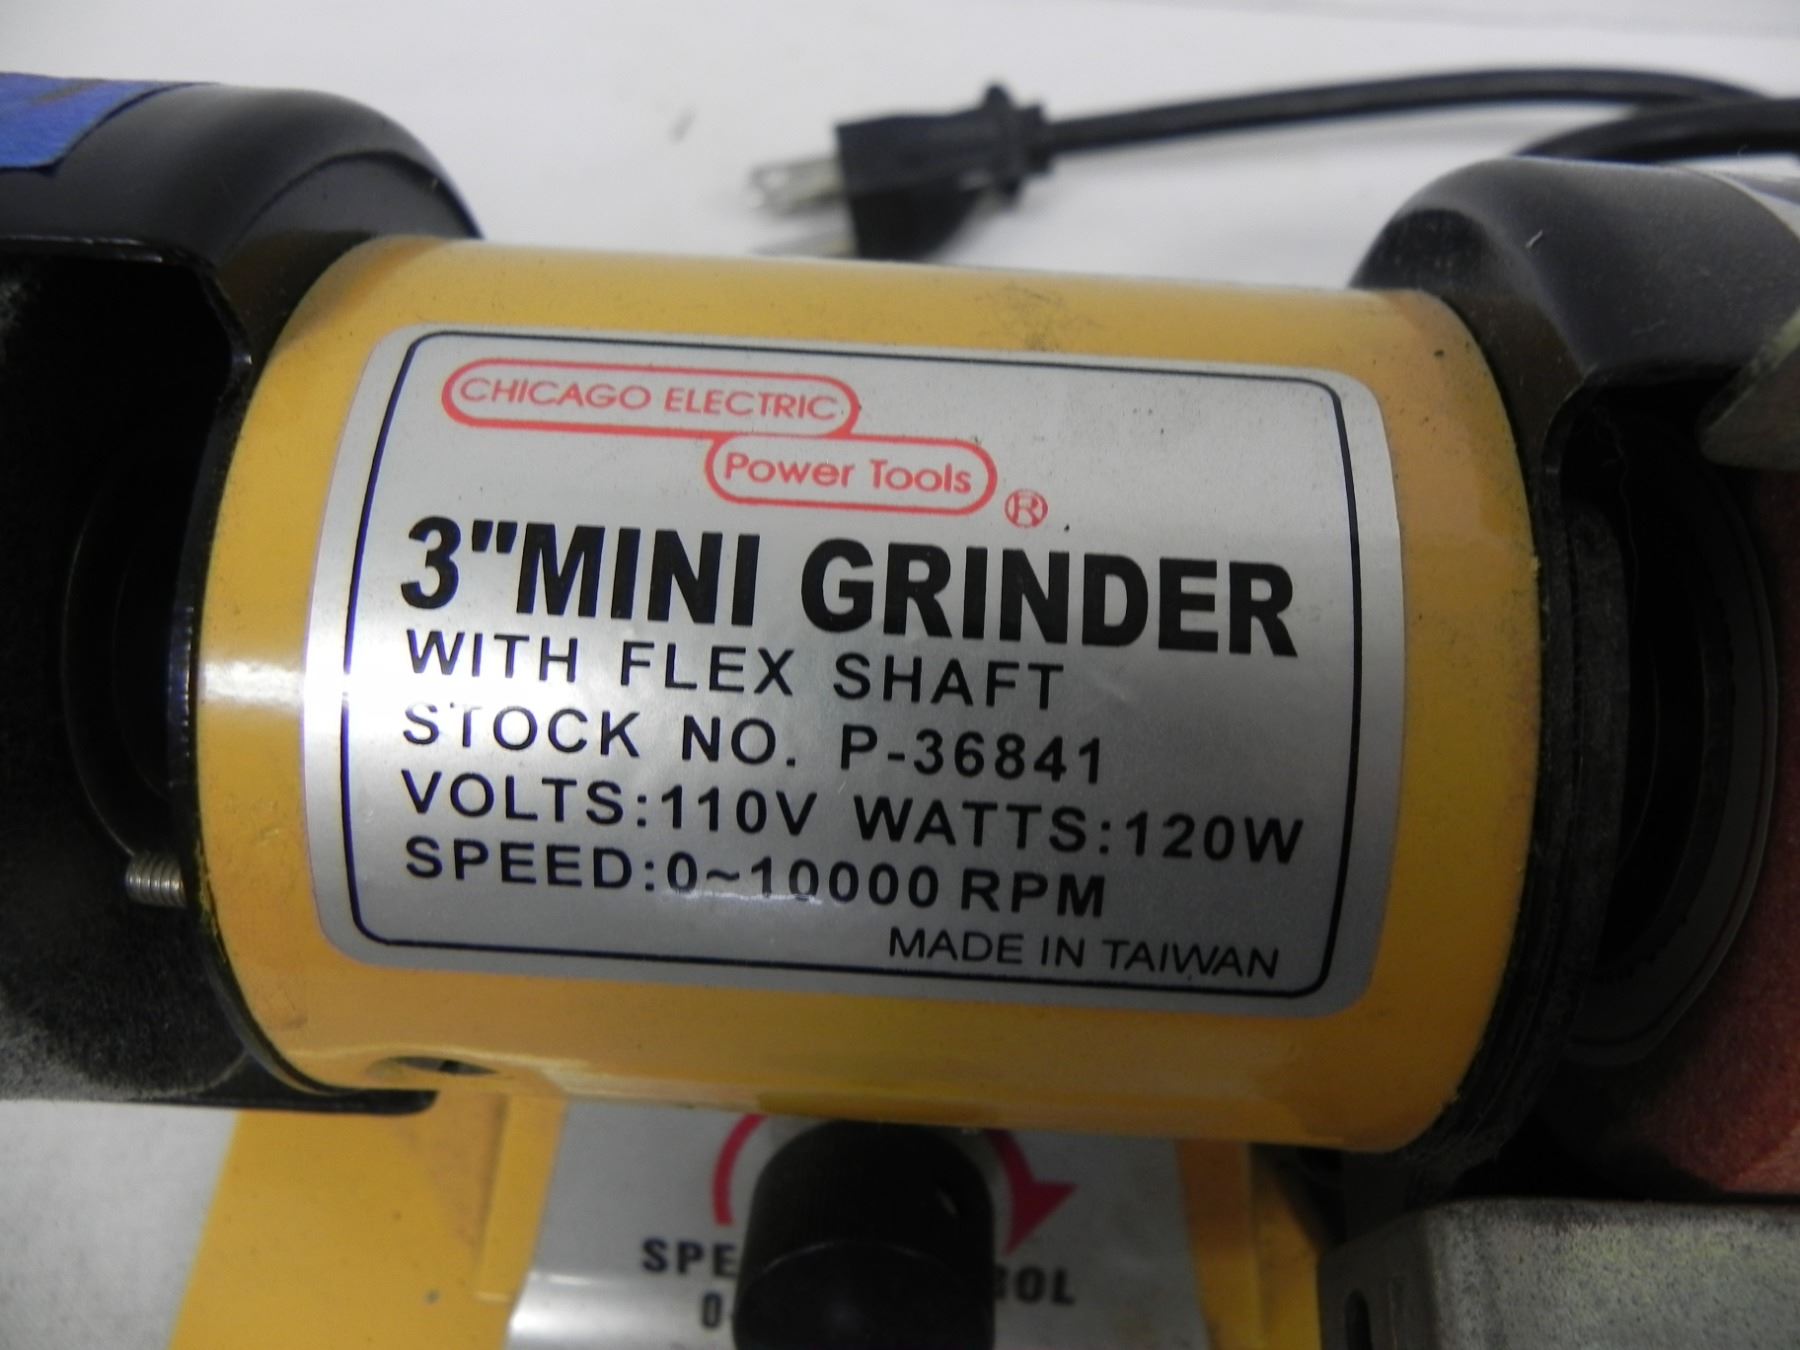 CHICAGO ELECTRIC
Power Tools ®
3"MINI GRINDER
WITH FLEX SHAFT
STOCK NO. P-36841
VOLTS:110V WATTS:120W
SPEED:0~10000 RPM
MADE IN TAIWAN